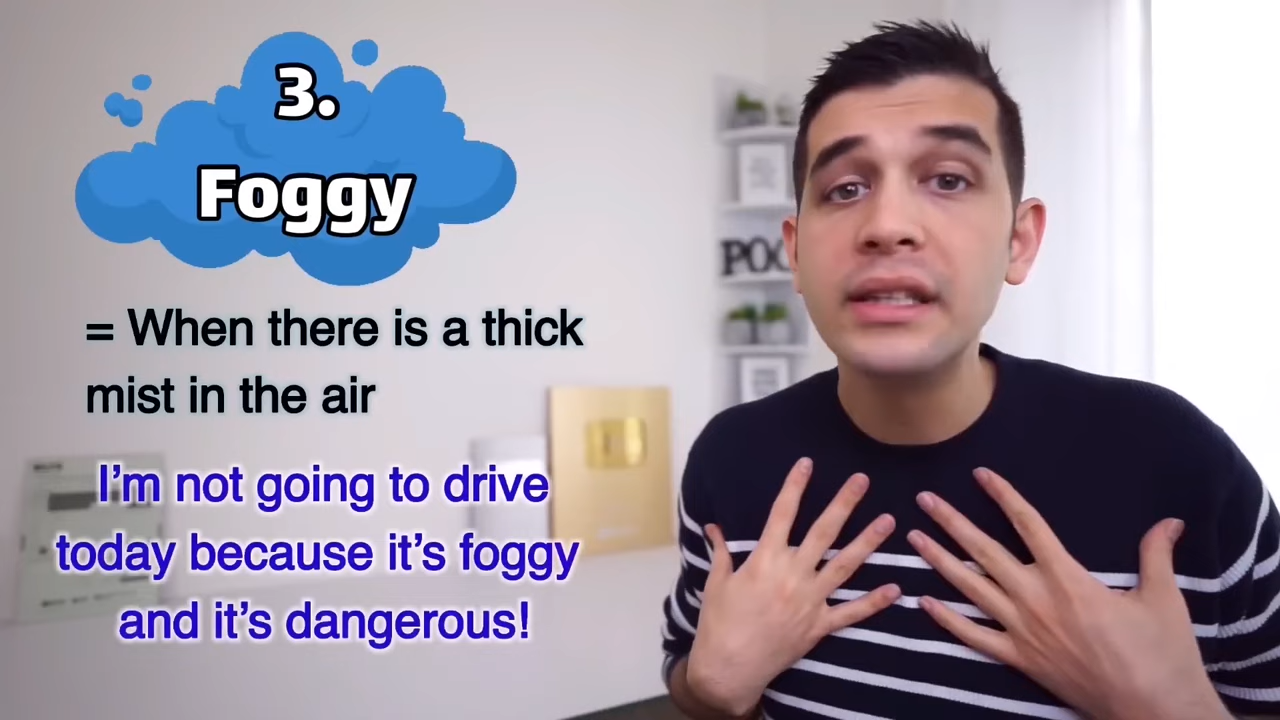 3.
Foggy
= When there is a thick
mist in the air
I'm not going to drive
today because it's foggy
and it's dangerous!
POC